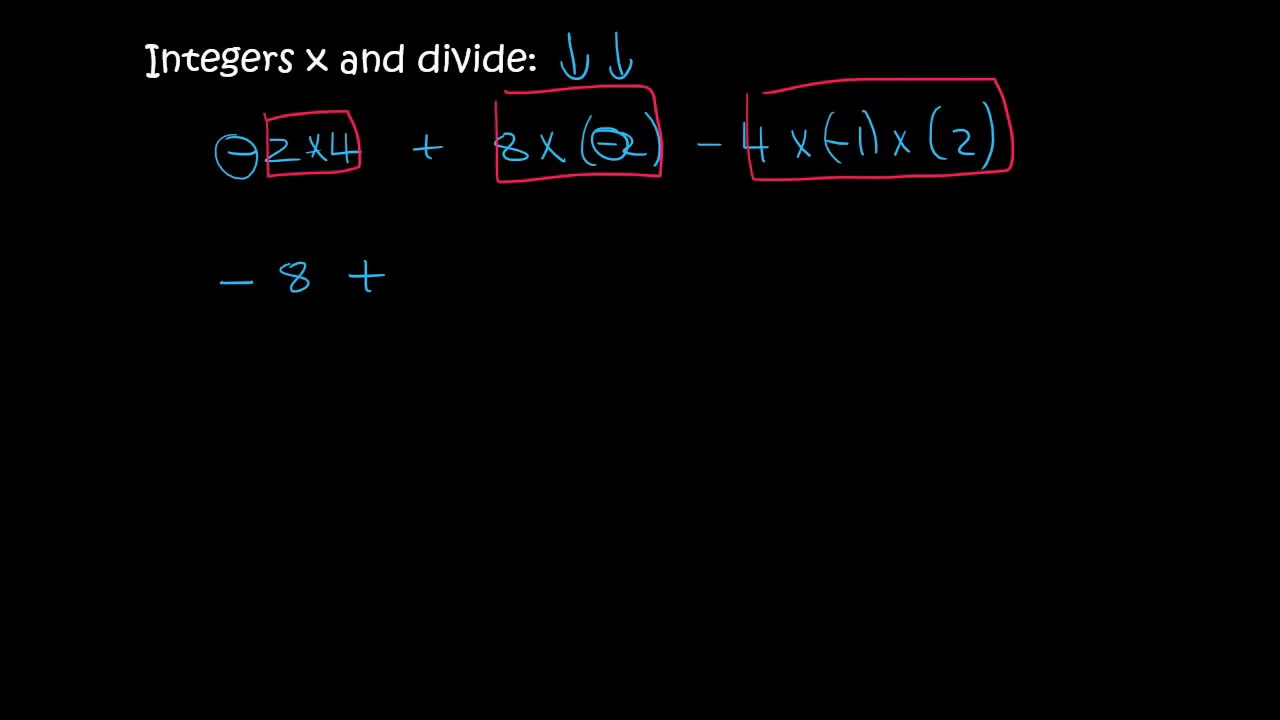 Integers x and divide: ↓ ↓
- 2 x 4 + 8 x (-2) - 4 x (-1) x (2)
- 8 +